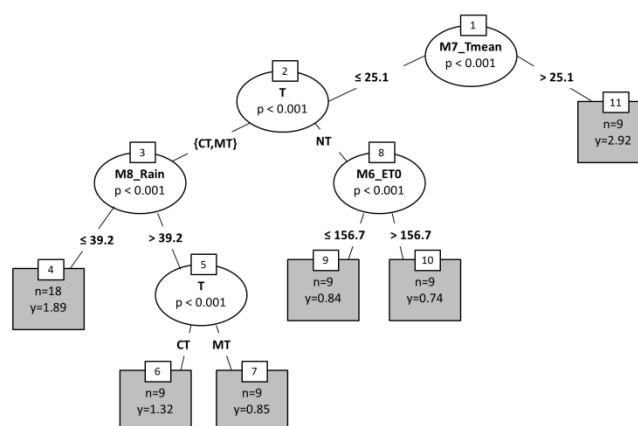 1
M7_Tmean
p < 0.001
≤ 25.1
> 25.1
2
T
p < 0.001
11
n=9
y=2.92
{CT,MT}
NT
3
M8_Rain
p < 0.001
8
M6_ET0
p < 0.001
≤ 39.2
> 39.2
≤ 156.7
> 156.7
4
n=18
y=1.89
5
T
p < 0.001
9
n=9
y=0.84
10
n=9
y=0.74
CT
MT
6
n=9
y=1.32
7
n=9
y=0.85